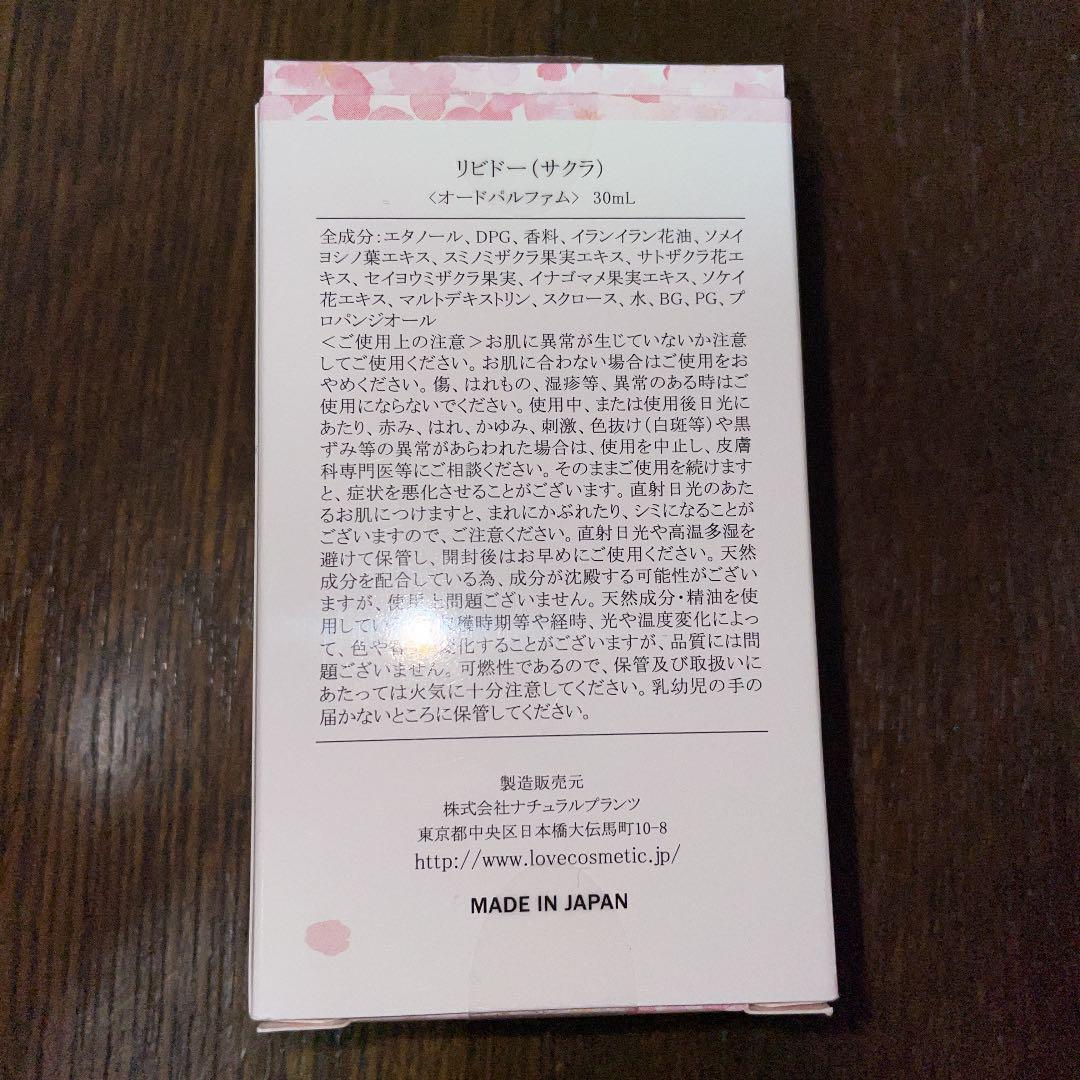 リビドー(サクラ)
〈オードパルファム〉 30mL
全成分:エタノール、DPG、香料、イランイラン花油、ソメイ
ヨシノ葉エキス、スミノミザクラ果実エキス、サトザクラ花エ
キス、セイヨウミザクラ果実、イナゴマメ果実エキス、ソケイ
花エキス、マルトデキストリン、スクロース、水、BG、PG、プ
ロパンジオール
<ご使用上の注意>お肌に異常が生じていないか注意
してご使用ください。お肌に合わない場合はご使用をお
やめください。傷、はれもの、湿疹等、異常のある時はご
使用にならないでください。使用中、または使用後日光に
あたり、赤み、はれ、かゆみ、刺激、色抜け(白斑等)や黒
ずみ等の異常があらわれた場合は、使用を中止し、皮膚
科専門医等にご相談ください。そのままご使用を続けます
と、症状を悪化させることがございます。直射日光のあた
るお肌につけますと、まれにかぶれたり、シミになることが
ございますので、ご注意ください。直射日光や高温多湿を
避けて保管し、開封後はお早めにご使用ください。天然
成分を配合している為、成分が沈殿する可能性がござい
ますが、使用上問題ございません。天然成分・精油を使
用してい 穫時期等や経時、光や温度変化によっ
て、色や 変化することがございますが、品質には問
題ございません。可燃性であるので、保管及び取扱いに
あたっては火気に十分注意してください。乳幼児の手の
届かないところに保管してください。
製造販売元
株式会社ナチュラルプランツ
東京都中央区日本橋大伝馬町10-8
http://www.lovecosmetic.jp/
MADE IN JAPAN